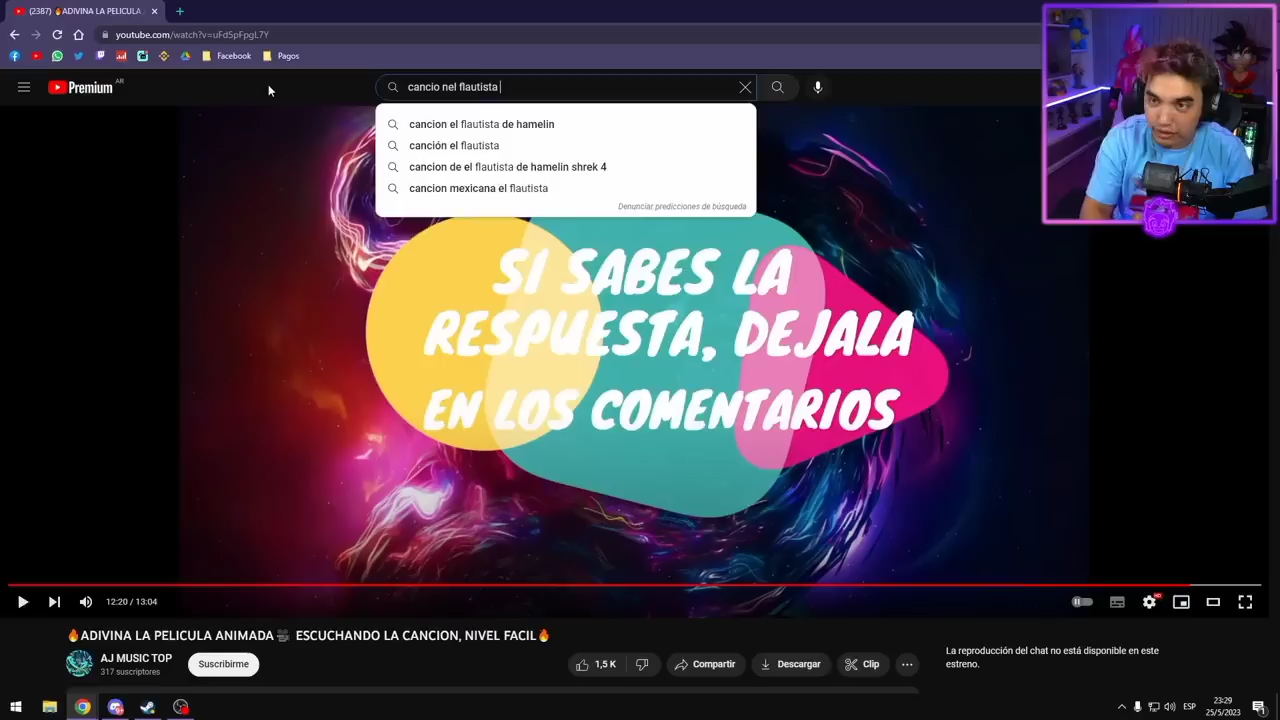 (2387) 🔥ADIVINA LA PELICULA
youtube.com/watch?v=uFd5pFpgL7Y
Facebook
Pagos
Premium
AR
cancio nel flautista
cancion el flautista de hamelin
canción el flautista
cancion de el flautista de hamelin shrek 4
cancion mexicana el flautista
Denunciar predicciones de búsqueda
SI SABES LA
RESPUESTA, DEJALA
EN LOS COMENTARIOS
12:20 / 13:04
HD
🔥ADIVINA LA PELICULA ANIMADA🎥 ESCUCHANDO LA CANCION, NIVEL FACIL🔥
AJ MUSIC TOP
317 suscriptores
Suscribirme
1,5 K
Compartir
Descargar
Clip
La reproducción del chat no está disponible en este
estreno.
ESP
23:29
25/5/2023